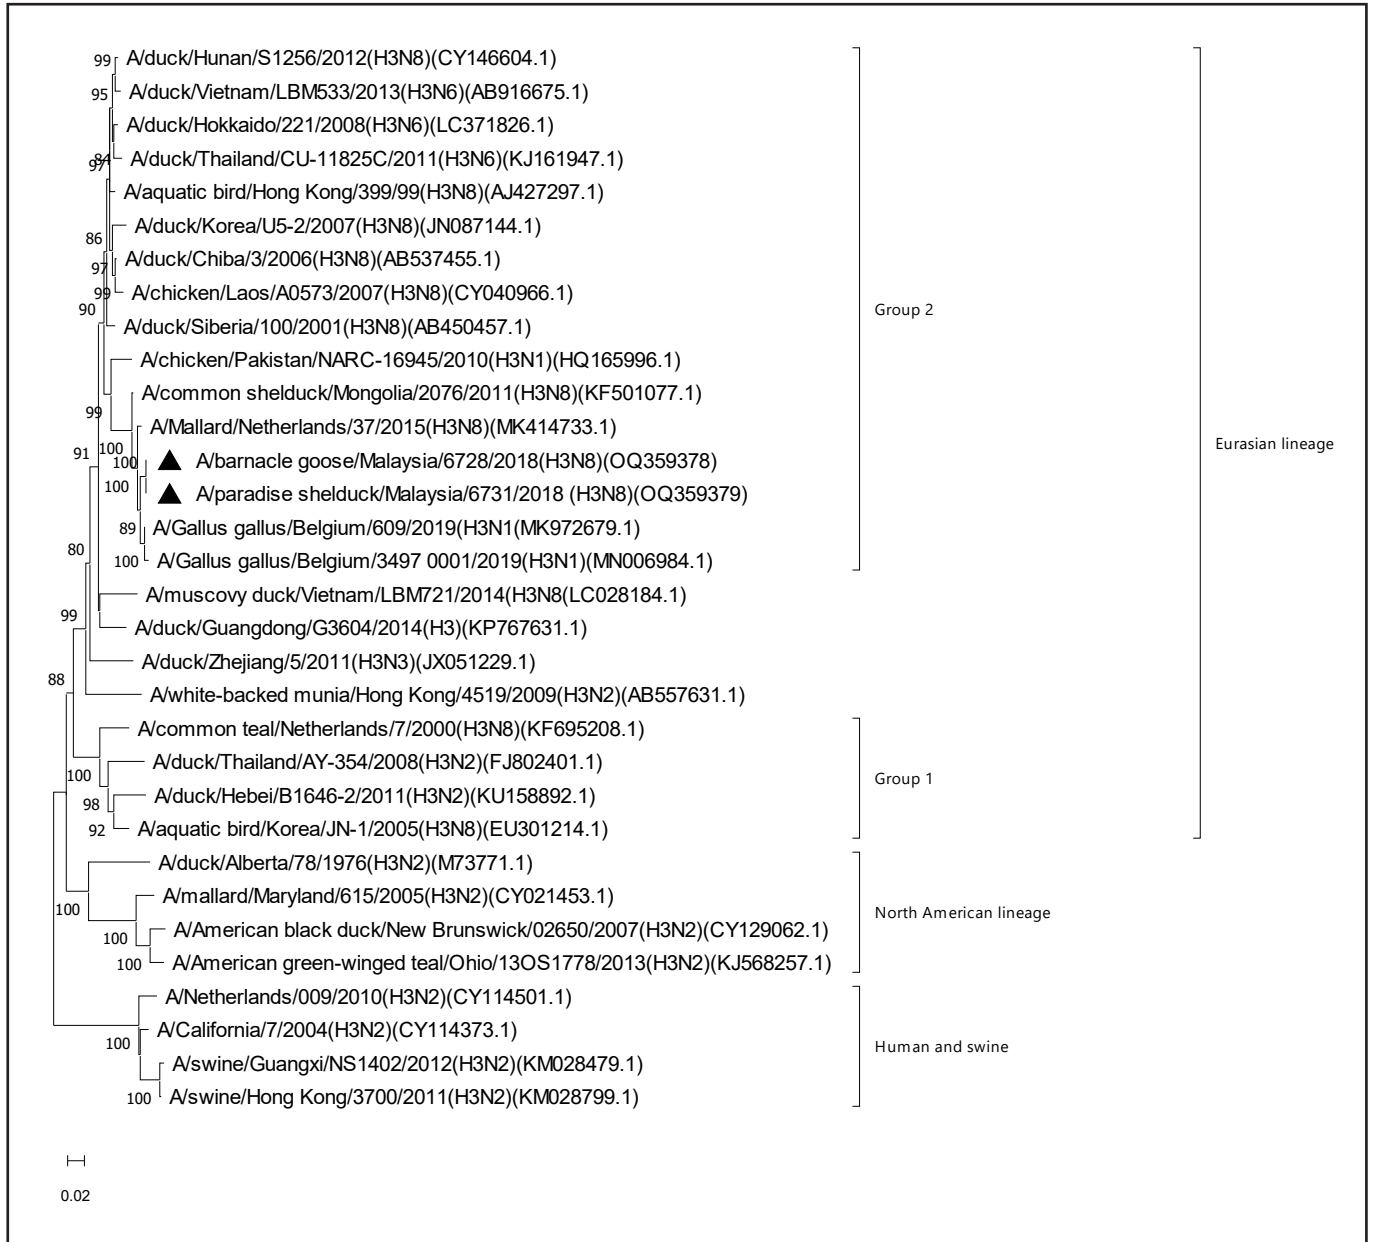 99 A/duck/Hunan/S1256/2012(H3N8)(CY146604.1)
95 A/duck/Vietnam/LBM533/2013(H3N6)(AB916675.1)
A/duck/Hokkaido/221/2008(H3N6)(LC371826.1)
84 A/duck/Thailand/CU-11825C/2011(H3N6)(KJ161947.1)
97
A/aquatic bird/Hong Kong/399/99(H3N8)(AJ427297.1)
A/duck/Korea/U5-2/2007(H3N8)(JN087144.1)
86
97 A/duck/Chiba/3/2006(H3N8)(AB537455.1)
99 A/chicken/Laos/A0573/2007(H3N8)(CY040966.1)
90 Group 2
A/duck/Siberia/100/2001(H3N8)(AB450457.1)
A/chicken/Pakistan/NARC-16945/2010(H3N1)(HQ165996.1)
A/common shelduck/Mongolia/2076/2011(H3N8)(KF501077.1)
99
A/Mallard/Netherlands/37/2015(H3N8)(MK414733.1)
Eurasian lineage
91 100
100 A/barnacle goose/Malaysia/6728/2018(H3N8)(OQ359378)
100 A/paradise shelduck/Malaysia/6731/2018 (H3N8)(OQ359379)
89 A/Gallus gallus/Belgium/609/2019(H3N1(MK972679.1)
80
100 A/Gallus gallus/Belgium/3497 0001/2019(H3N1)(MN006984.1)
A/muscovy duck/Vietnam/LBM721/2014(H3N8(LC028184.1)
99
A/duck/Guangdong/G3604/2014(H3)(KP767631.1)
A/duck/Zhejiang/5/2011(H3N3)(JX051229.1)
88
A/white-backed munia/Hong Kong/4519/2009(H3N2)(AB557631.1)
A/common teal/Netherlands/7/2000(H3N8)(KF695208.1)
A/duck/Thailand/AY-354/2008(H3N2)(FJ802401.1)
100 Group 1
98 A/duck/Hebei/B1646-2/2011(H3N2)(KU158892.1)
92 A/aquatic bird/Korea/JN-1/2005(H3N8)(EU301214.1)
A/duck/Alberta/78/1976(H3N2)(M73771.1)
A/mallard/Maryland/615/2005(H3N2)(CY021453.1)
100 North American lineage
100 A/American black duck/New Brunswick/02650/2007(H3N2)(CY129062.1)
100 A/American green-winged teal/Ohio/13OS1778/2013(H3N2)(KJ568257.1)
A/Netherlands/009/2010(H3N2)(CY114501.1)
A/California/7/2004(H3N2)(CY114373.1)
100 Human and swine
A/swine/Guangxi/NS1402/2012(H3N2)(KM028479.1)
100 A/swine/Hong Kong/3700/2011(H3N2)(KM028799.1)
0.02